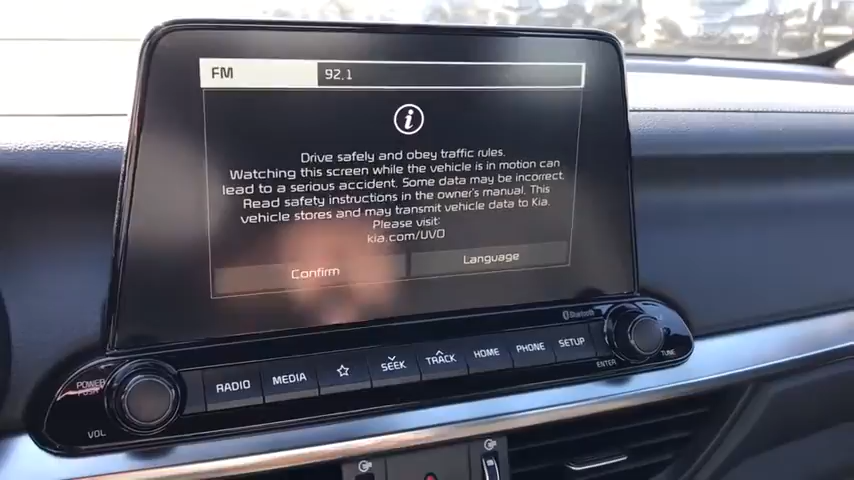 FM 92.1
i
Drive safely and obey traffic rules.
Watching this screen while the vehicle is in motion can
lead to a serious accident. Some data may be incorrect.
Read safety instructions in the owner's manual. This
vehicle stores and may transmit vehicle data to Kia.
Please visit:
kia.com/UVO
Confirm Language
Bluetooth
POWER
PUSH
VOL
RADIO MEDIA ☆ SEEK TRACK HOME PHONE SETUP
ENTER
TUNE